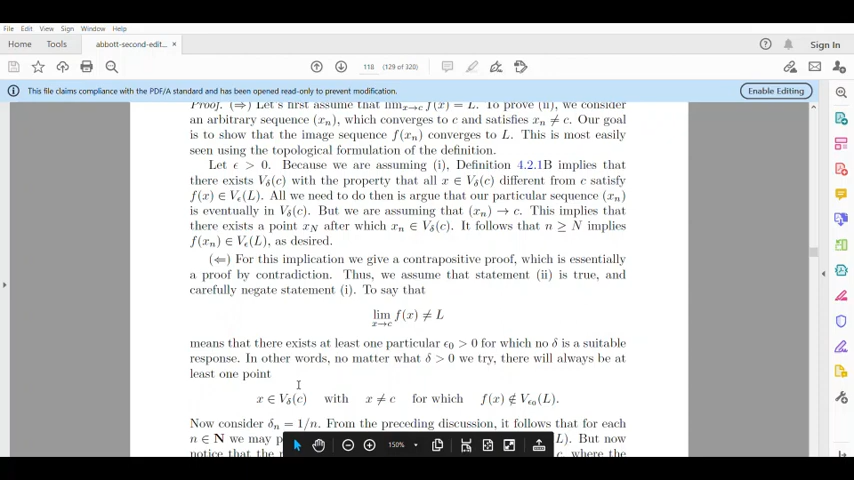 File Edit View Sign Window Help
Home Tools abbott-second-edit... × Sign In
118 (129 of 320)
This file claims compliance with the PDF/A standard and has been opened read-only to prevent modification. Enable Editing
Proof. (⇒) Let's first assume that lim_{x→c} f(x) = L. To prove (ii), we consider
an arbitrary sequence (xₙ), which converges to c and satisfies xₙ ≠ c. Our goal
is to show that the image sequence f(xₙ) converges to L. This is most easily
seen using the topological formulation of the definition.
Let ϵ > 0. Because we are assuming (i), Definition 4.2.1B implies that
there exists V_δ(c) with the property that all x ∈ V_δ(c) different from c satisfy
f(x) ∈ V_ϵ(L). All we need to do then is argue that our particular sequence (xₙ)
is eventually in V_δ(c). But we are assuming that (xₙ) → c. This implies that
there exists a point x_N after which xₙ ∈ V_δ(c). It follows that n ≥ N implies
f(xₙ) ∈ V_ϵ(L), as desired.
(⇐) For this implication we give a contrapositive proof, which is essentially
a proof by contradiction. Thus, we assume that statement (ii) is true, and
carefully negate statement (i). To say that
lim_{x→c} f(x) ≠ L
means that there exists at least one particular ϵ₀ > 0 for which no δ is a suitable
response. In other words, no matter what δ > 0 we try, there will always be at
least one point
x ∈ V_δ(c) with x ≠ c for which f(x) ∉ V_{ϵ₀}(L).
Now consider δₙ = 1/n. From the preceding discussion, it follows that for each
n ∈ N we may p L). But now
notice that the c, where the
150%